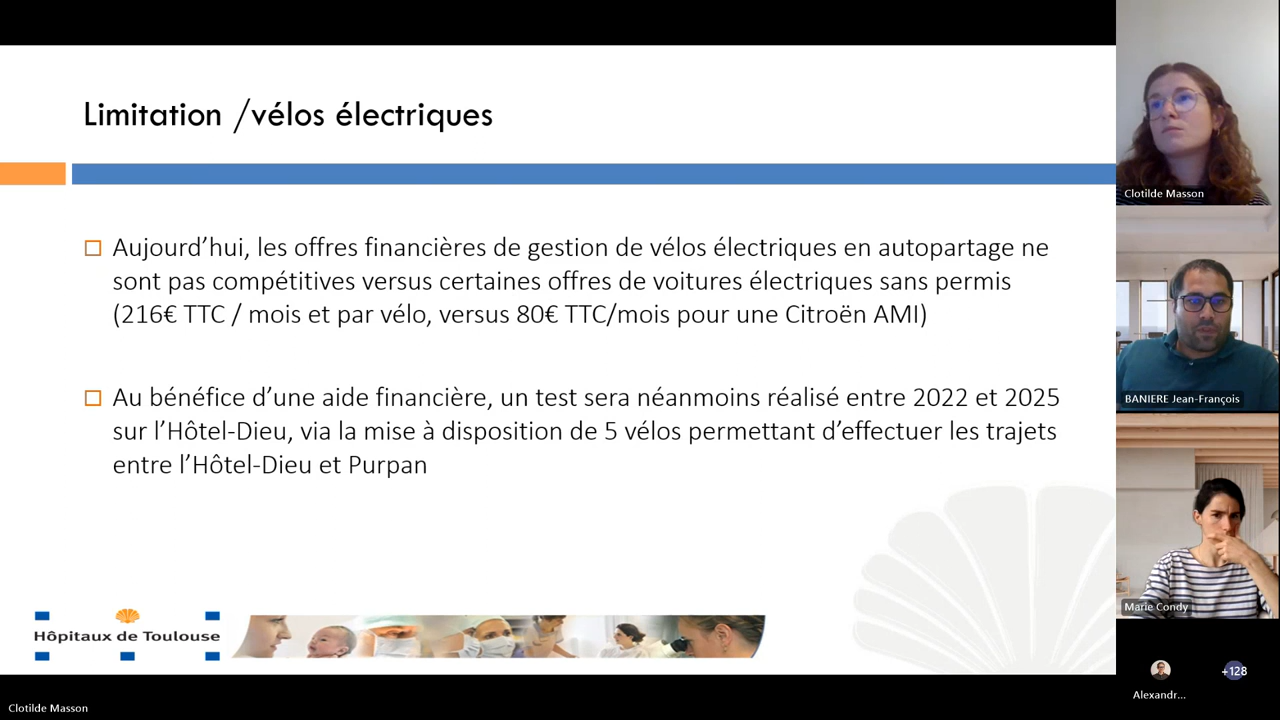 Limitation /vélos électriques
Aujourd’hui, les offres financières de gestion de vélos électriques en autopartage ne
sont pas compétitives versus certaines offres de voitures électriques sans permis
(216€ TTC / mois et par vélo, versus 80€ TTC/mois pour une Citroën AMI)
Au bénéfice d’une aide financière, un test sera néanmoins réalisé entre 2022 et 2025
sur l’Hôtel-Dieu, via la mise à disposition de 5 vélos permettant d’effectuer les trajets
entre l’Hôtel-Dieu et Purpan
Hôpitaux de Toulouse
Clotilde Masson
BANIERE Jean-François
Marie Condy
+128
Alexandr...
Clotilde Masson